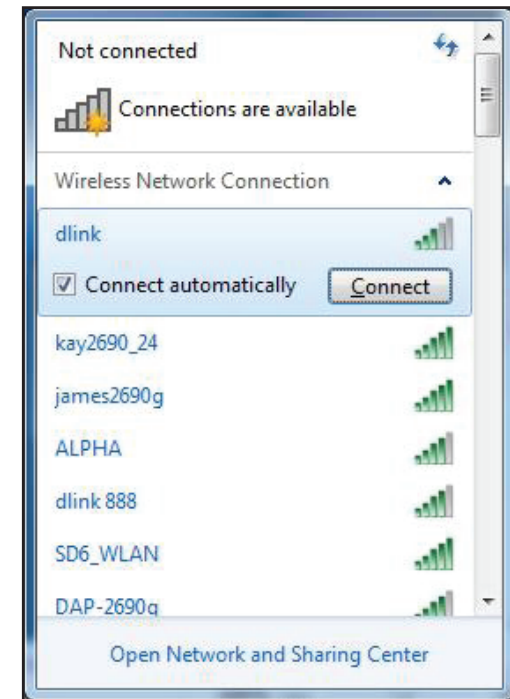 Not connected
Connections are available
Wireless Network Connection
dlink
Connect automatically
Connect
kay2690_24
james2690g
ALPHA
dlink 888
SD6_WLAN
DAP-2690g
Open Network and Sharing Center